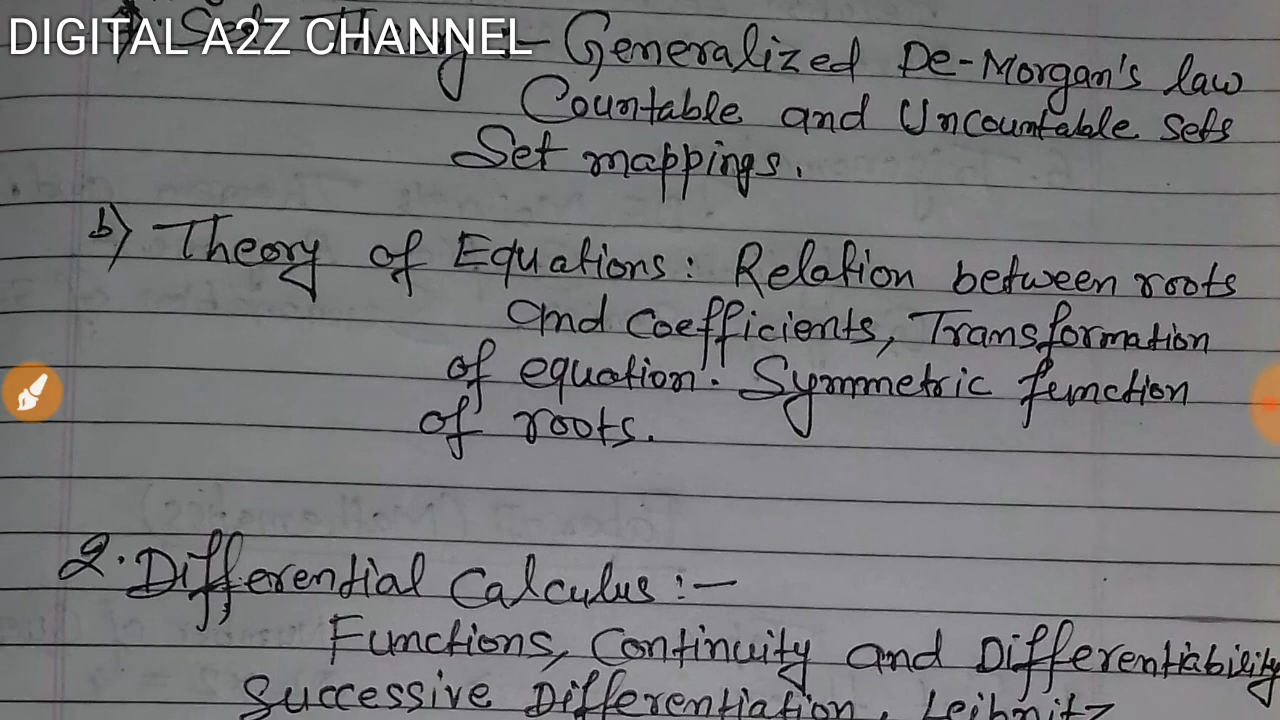 DIGITAL A2Z CHANNEL
Set Theory :- Generalized De-Morgan's law
Countable and Uncountable sets
Set mappings.
b) Theory of Equations: Relation between roots
and coefficients, Transformation
of equation. Symmetric function
of roots.
2. Differential Calculus :-
Functions, Continuity and Differentiability
Successive Differentiation, Leibnitz